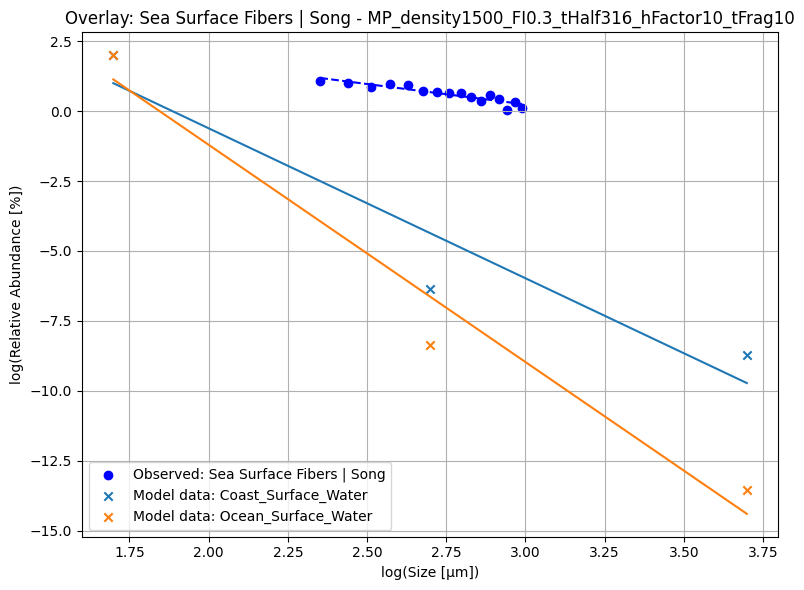 Overlay: Sea Surface Fibers | Song - MP_density1500_FI0.3_tHalf316_hFactor10_tFrag10
log(Relative Abundance [%])
2.5
0.0
−2.5
−5.0
−7.5
−10.0
−12.5
−15.0
Observed: Sea Surface Fibers | Song
Model data: Coast_Surface_Water
Model data: Ocean_Surface_Water
1.75
2.00
2.25
2.50
2.75
3.00
3.25
3.50
3.75
log(Size [µm])